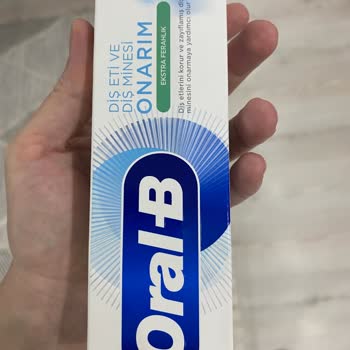 DİŞ ETİ VE
DİŞ MİNESİ
ONARIM
EKSTRA FERAHLIK
Diş etlerini korur ve zayıflamış
minesini onarmaya yardımcı olur
Oral-B